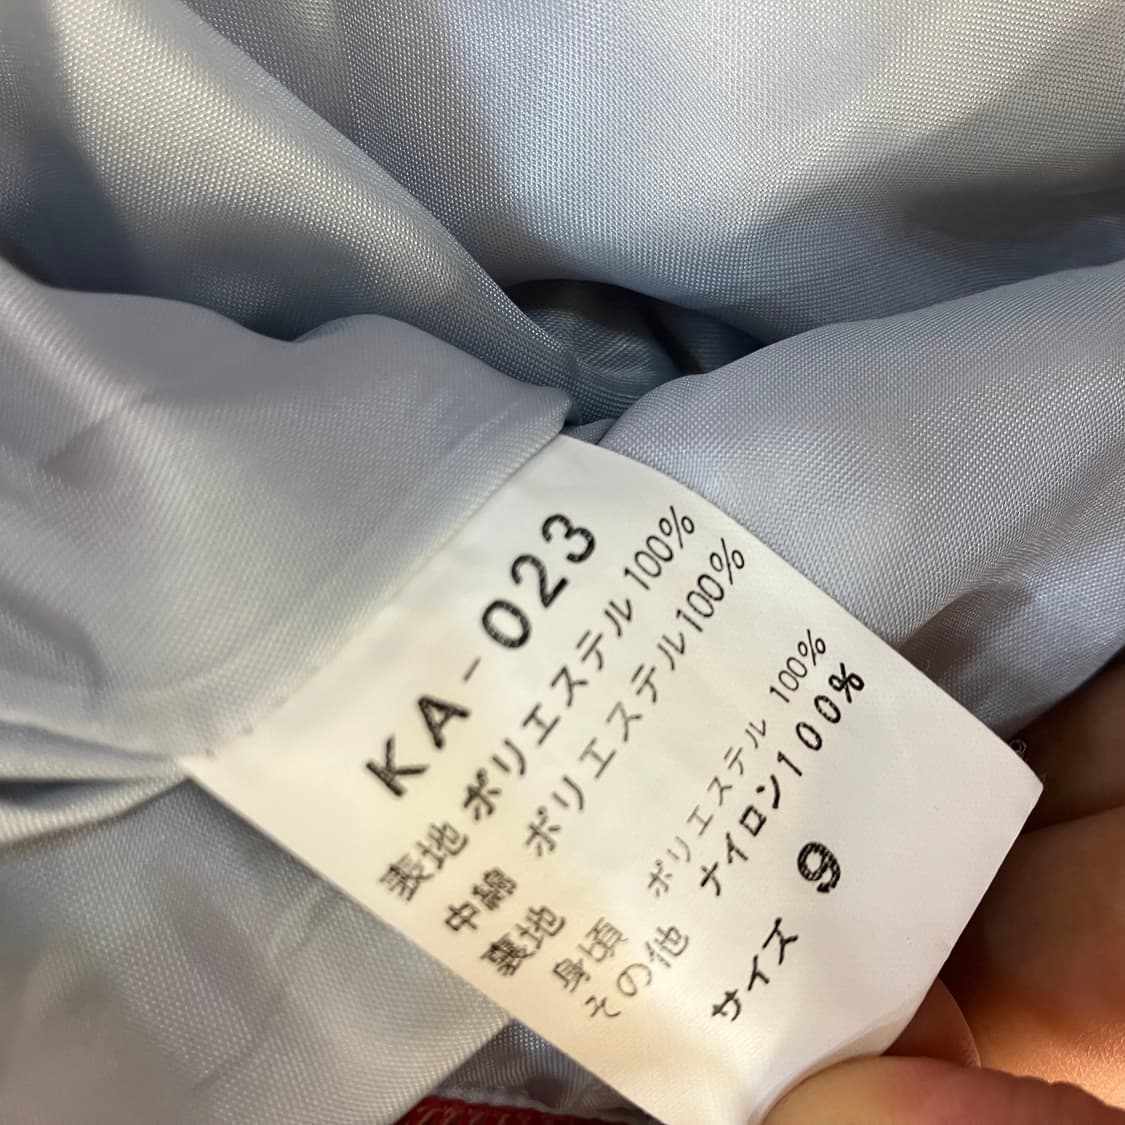 KA-023
表地 ポリエステル100%
中綿 ポリエステル100%
裏地
身頃 ポリエステル 100%
その他 ナイロン100%
サイズ 9